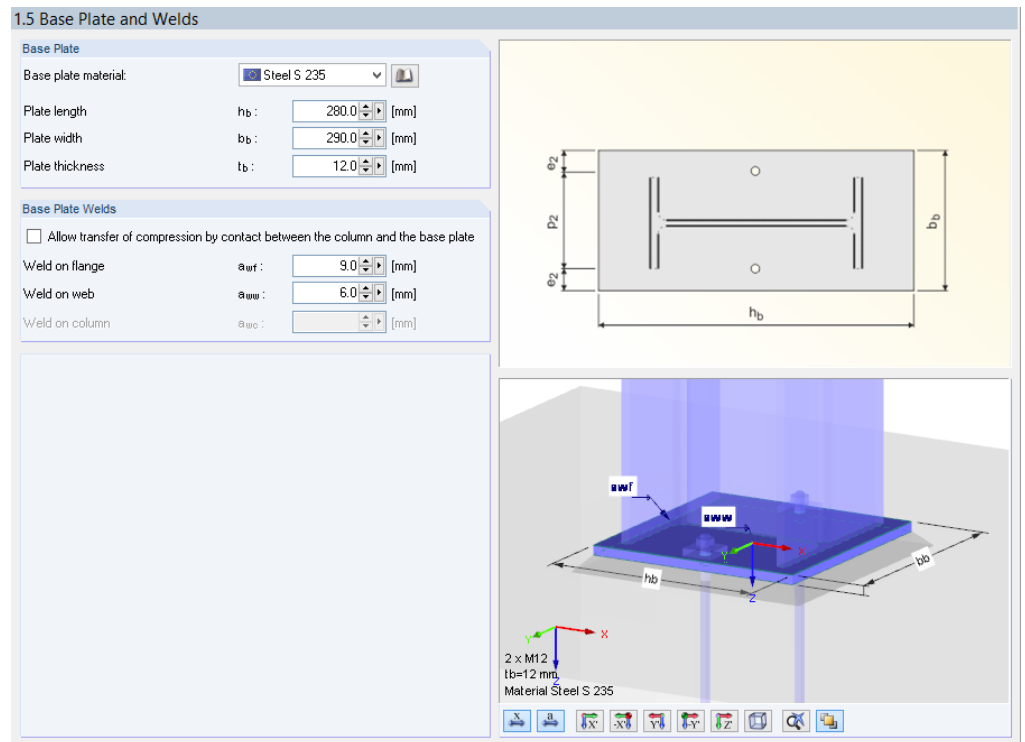 1.5 Base Plate and Welds
Base Plate
Base plate material: Steel S 235
Plate length hb : 280.0 [mm]
Plate width bb : 290.0 [mm]
Plate thickness tb : 12.0 [mm]
Base Plate Welds
Allow transfer of compression by contact between the column and the base plate
Weld on flange awf : 9.0 [mm]
Weld on web aww : 6.0 [mm]
Weld on column awc : [mm]
e2
p2
e2
bb
hb
awf
aww
Y
X
Z
hb
bb
Y
X
Z
2 x M12
tb=12 mm,
Material Steel S 235
x
a
X'
-X'
Y'
-Y'
Z'